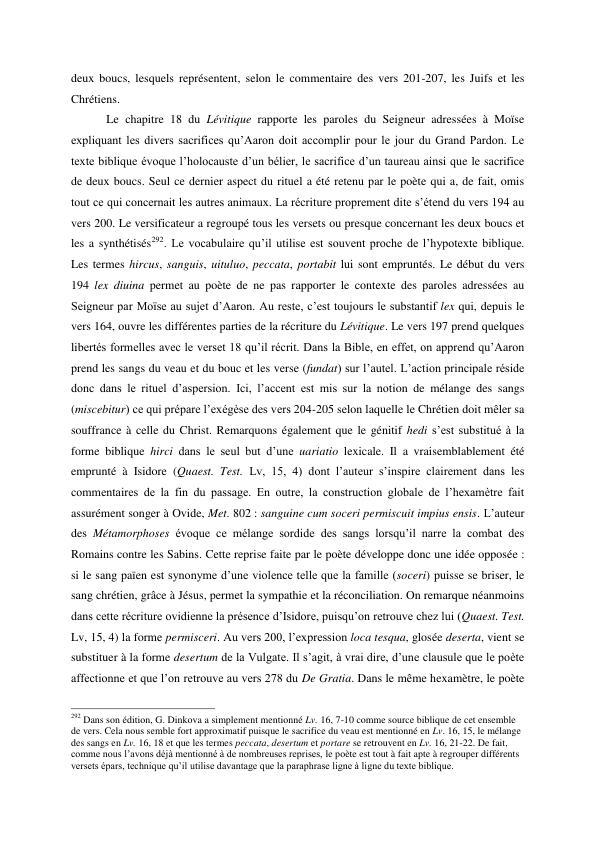 deux boucs, lesquels représentent, selon le commentaire des vers 201-207, les Juifs et les
Chrétiens.
Le chapitre 18 du Lévitique rapporte les paroles du Seigneur adressées à Moïse
expliquant les divers sacrifices qu'Aaron doit accomplir pour le jour du Grand Pardon. Le
texte biblique évoque l'holocauste d'un bélier, le sacrifice d'un taureau ainsi que le sacrifice
de deux boucs. Seul ce dernier aspect du rituel a été retenu par le poète qui a, de fait, omis
tout ce qui concernait les autres animaux. La récriture proprement dite s'étend du vers 194 au
vers 200. Le versificateur a regroupé tous les versets ou presque concernant les deux boucs et
les a synthétisés292. Le vocabulaire qu'il utilise est souvent proche de l'hypotexte biblique.
Les termes hircus, sanguis, uituluo, peccata, portabit lui sont empruntés. Le début du vers
194 lex diuina permet au poète de ne pas rapporter le contexte des paroles adressées au
Seigneur par Moïse au sujet d'Aaron. Au reste, c'est toujours le substantif lex qui, depuis le
vers 164, ouvre les différentes parties de la récriture du Lévitique. Le vers 197 prend quelques
libertés formelles avec le verset 18 qu'il récrit. Dans la Bible, en effet, on apprend qu'Aaron
prend les sangs du veau et du bouc et les verse (fundat) sur l'autel. L'action principale réside
donc dans le rituel d'aspersion. Ici, l'accent est mis sur la notion de mélange des sangs
(miscebitur) ce qui prépare l'exégèse des vers 204-205 selon laquelle le Chrétien doit mêler sa
souffrance à celle du Christ. Remarquons également que le génitif hedi s'est substitué à la
forme biblique hirci dans le seul but d'une uariatio lexicale. Il a vraisemblablement été
emprunté à Isidore (Quaest. Test. Lv, 15, 4) dont l'auteur s'inspire clairement dans les
commentaires de la fin du passage. En outre, la construction globale de l'hexamètre fait
assurément songer à Ovide, Met. 802 : sanguine cum soceri permiscuit impius ensis. L'auteur
des Métamorphoses évoque ce mélange sordide des sangs lorsqu'il narre la combat des
Romains contre les Sabins. Cette reprise faite par le poète développe donc une idée opposée :
si le sang païen est synonyme d'une violence telle que la famille (soceri) puisse se briser, le
sang chrétien, grâce à Jésus, permet la sympathie et la réconciliation. On remarque néanmoins
dans cette récriture ovidienne la présence d'Isidore, puisqu'on retrouve chez lui (Quaest. Test.
Lv, 15, 4) la forme permisceri. Au vers 200, l'expression loca tesqua, glosée deserta, vient se
substituer à la forme desertum de la Vulgate. Il s'agit, à vrai dire, d'une clausule que le poète
affectionne et que l'on retrouve au vers 278 du De Gratia. Dans le même hexamètre, le poète
292 Dans son édition, G. Dinkova a simplement mentionné Lv. 16, 7-10 comme source biblique de cet ensemble
de vers. Cela nous semble fort approximatif puisque le sacrifice du veau est mentionné en Lv. 16, 15, le mélange
des sangs en Lv. 16, 18 et que les termes peccata, desertum et portare se retrouvent en Lv. 16, 21-22. De fait,
comme nous l'avons déjà mentionné à de nombreuses reprises, le poète est tout à fait apte à regrouper différents
versets épars, technique qu'il utilise davantage que la paraphrase ligne à ligne du texte biblique.